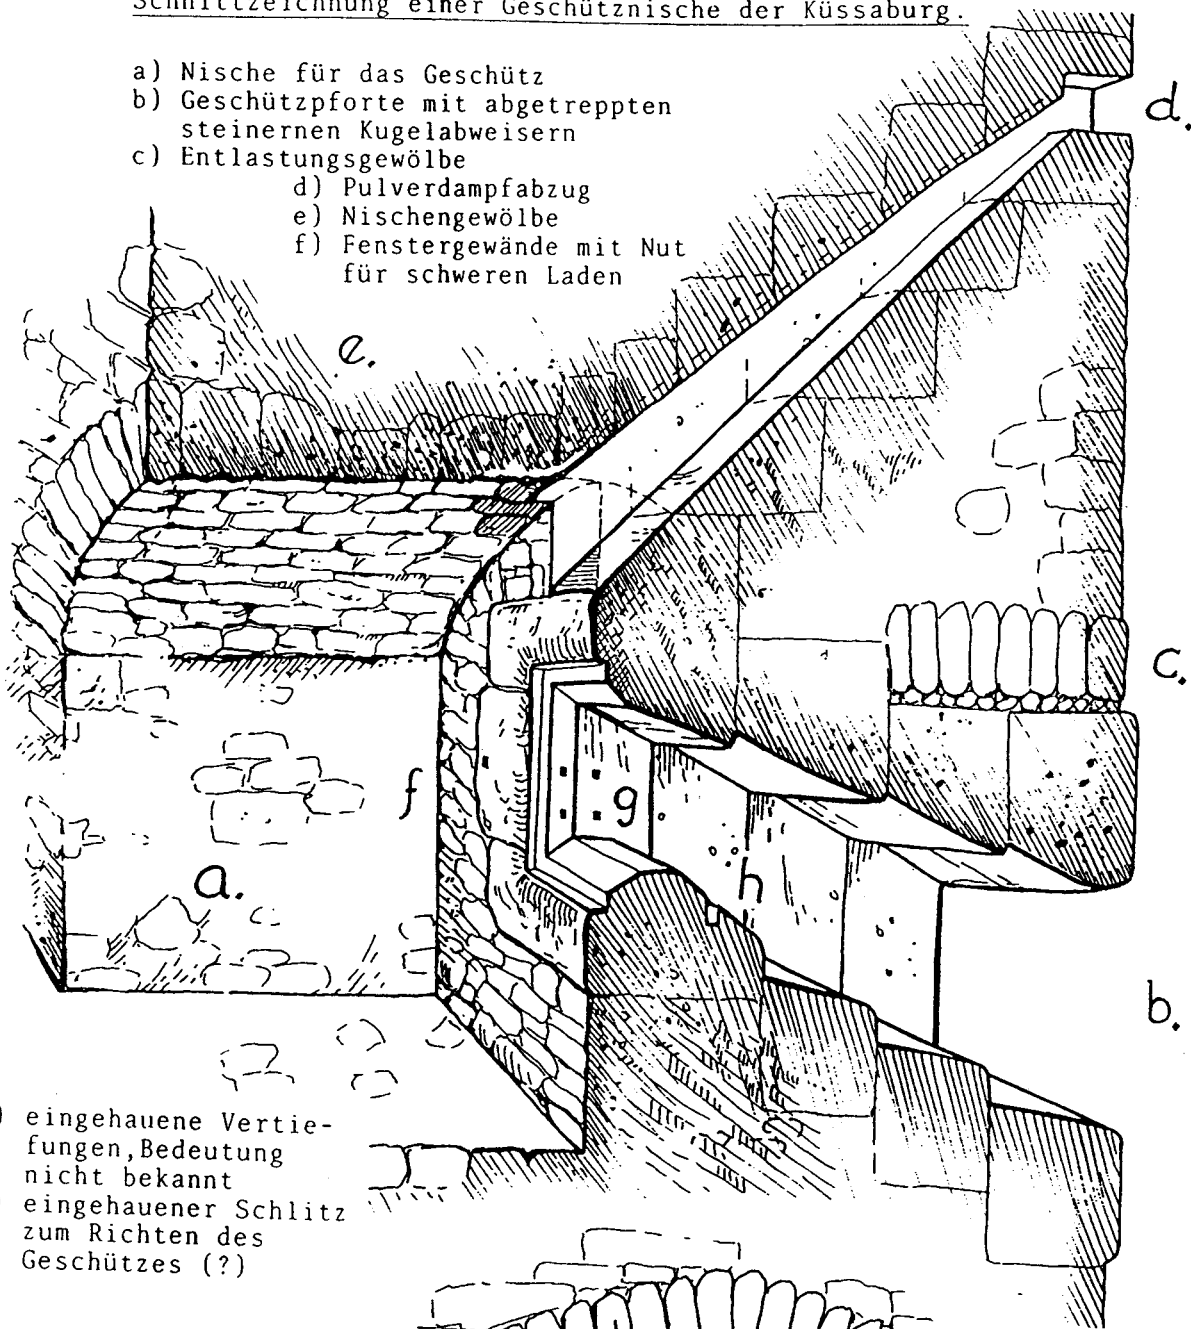 Schnittzeichnung einer Geschütznische der Küssaburg.
a) Nische für das Geschütz
b) Geschützpforte mit abgetreppten
steinernen Kugelabweisern
c) Entlastungsgewölbe
d) Pulverdampfabzug
e) Nischengewölbe
f) Fenstergewände mit Nut
für schweren Laden
d.
e.
c.
f
g
a.
h
b.
) eingehauene Vertie-
fungen,Bedeutung
nicht bekannt
eingehauener Schlitz
zum Richten des
Geschützes (?)